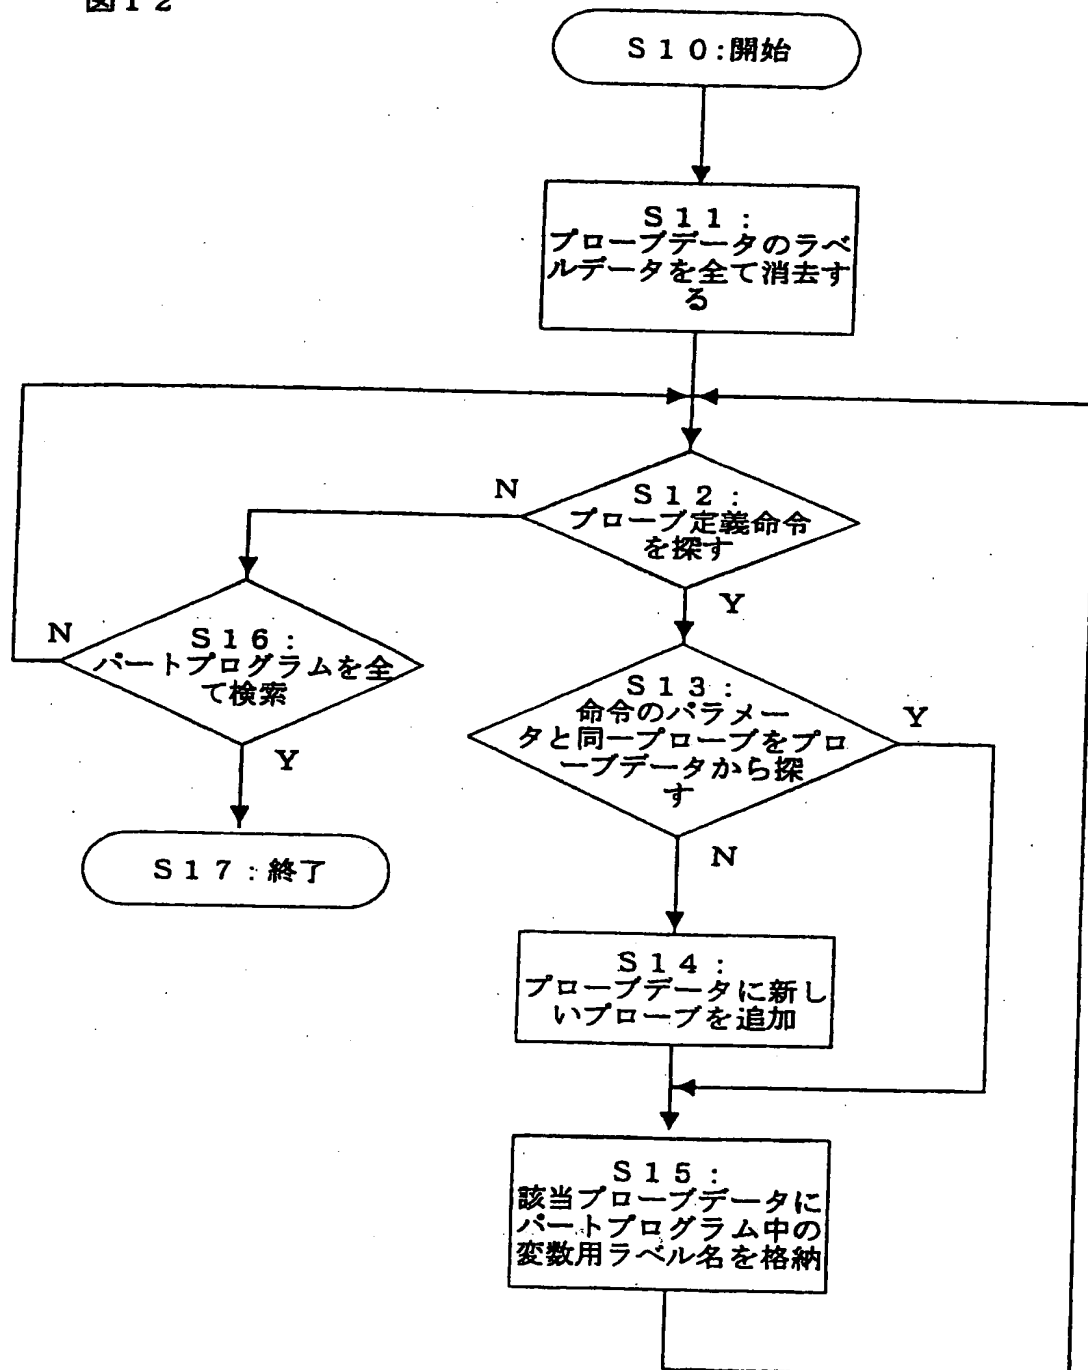 図12
S10:開始
S11:
プローブデータのラベ
ルデータを全て消去す
る
N
S12:
プローブ定義命令
を探す
Y
N
S16:
パートプログラムを全
て検索
Y
S13:
命令のパラメー
タと同一プローブをプロ
ーブデータから探
す
Y
N
S17:終了
S14:
プローブデータに新し
いプローブを追加
S15:
該当プローブデータに
パートプログラム中の
変数用ラベル名を格納